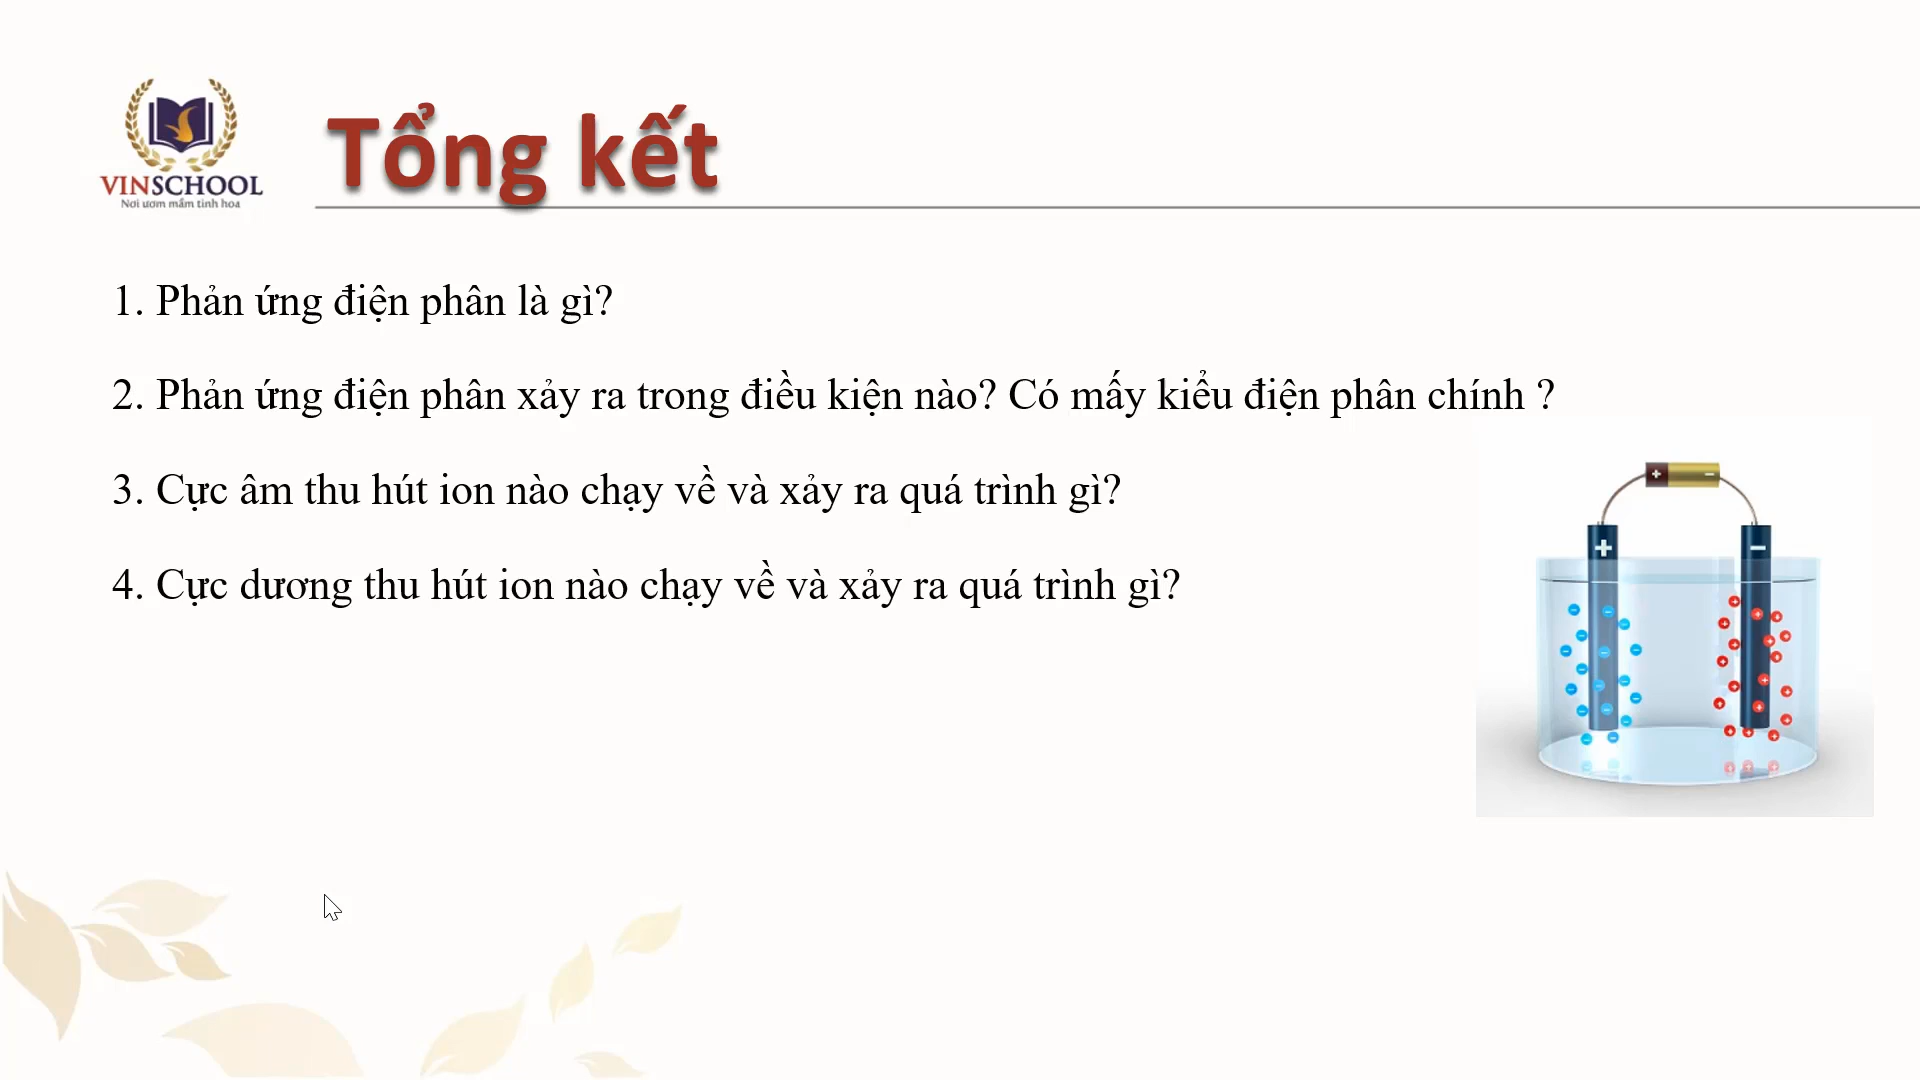 VINSCHOOL
Nơi ươm mầm tinh hoa
Tổng kết
1. Phản ứng điện phân là gì?
2. Phản ứng điện phân xảy ra trong điều kiện nào? Có mấy kiểu điện phân chính ?
3. Cực âm thu hút ion nào chạy về và xảy ra quá trình gì?
4. Cực dương thu hút ion nào chạy về và xảy ra quá trình gì?